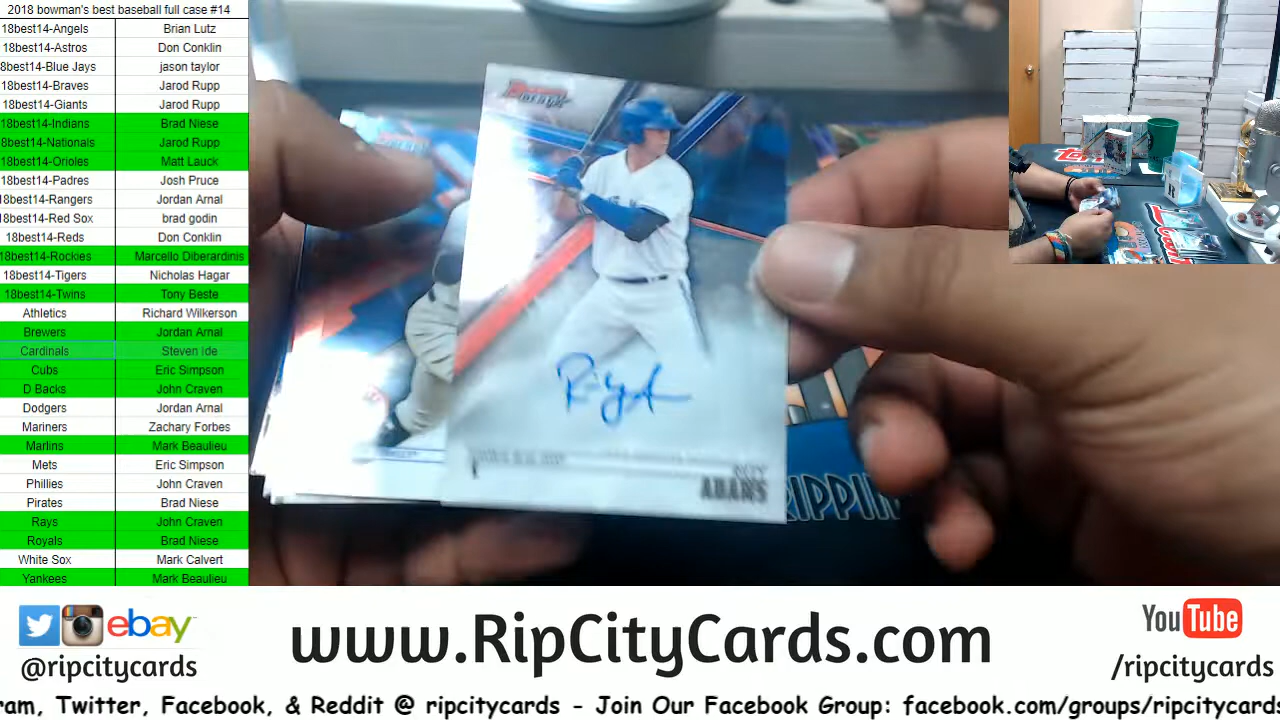 2018 bowman's best baseball full case #14
18best14-Angels Brian Lutz
18best14-Astros Don Conklin
8best14-Blue Jays jason taylor
18best14-Braves Jarod Rupp
18best14-Giants Jarod Rupp
18best14-Indians Brad Niese
18best14-Nationals Jarod Rupp
18best14-Orioles Matt Lauck
18best14-Padres Josh Pruce
18best14-Rangers Jordan Arnal
18best14-Red Sox brad godin
18best14-Reds Don Conklin
18best14-Rockies Marcello Diberardinis
18best14-Tigers Nicholas Hagar
18best14-Twins Tony Beste
Athletics Richard Wilkerson
Brewers Jordan Arnal
Cardinals Steven Ide
Cubs Eric Simpson
D Backs John Craven
Dodgers Jordan Arnal
Mariners Zachary Forbes
Marlins Mark Beaulieu
Mets Eric Simpson
Phillies John Craven
Pirates Brad Niese
Rays John Craven
Royals Brad Niese
White Sox Mark Calvert
Yankees Mark Beaulieu
Bowman's
BEST
ADAMS
RIPPIN
ebay
@ripcitycards
www.RipCityCards.com
YouTube
/ripcitycards
ram, Twitter, Facebook, & Reddit @ ripcitycards - Join Our Facebook Group: facebook.com/groups/ripcitycards